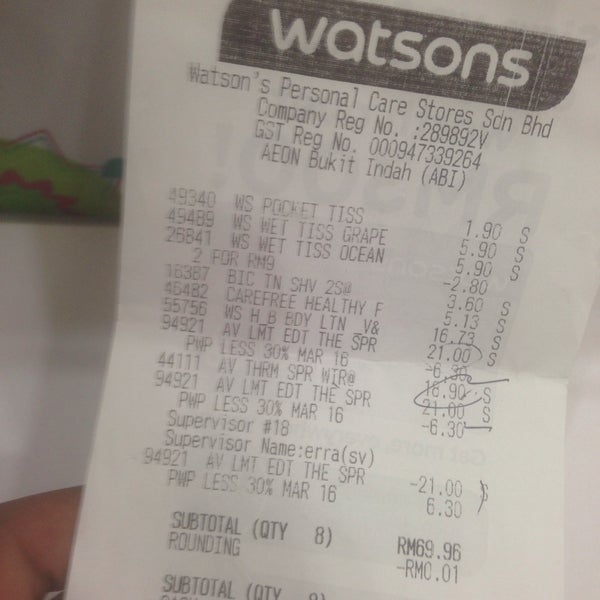 watsons
Watson's Personal Care Stores Sdn Bhd
Company Reg No. :289892V
GST Reg No. 000947339264
AEON Bukit Indah (ABI)
49340 WS POCKET TISS 1.90 S
49489 WS WET TISS GRAPE 5.90 S
26841 WS WET TISS OCEAN 5.90 S
2 FOR RM9 -2.80
16387 BIC TN SHV 2S@ 3.60 S
46482 CAREFREE HEALTHY F 5.13 S
55756 WS H_B BDY LTN _V& 16.73 S
94921 AV LMT EDT THE SPR 21.00 S
PWP LESS 30% MAR 16 -6.30
44111 AV THRM SPR WTR@ 16.90 S
94921 AV LMT EDT THE SPR 21.00 S
PWP LESS 30% MAR 16 -6.30
Supervisor #18
Supervisor Name:erra(sv)
94921 AV LMT EDT THE SPR -21.00 S
PWP LESS 30% MAR 16 6.30
SUBTOTAL (QTY 8) RM69.96
ROUNDING -RM0.01
SUBTOTAL (QTY 8)